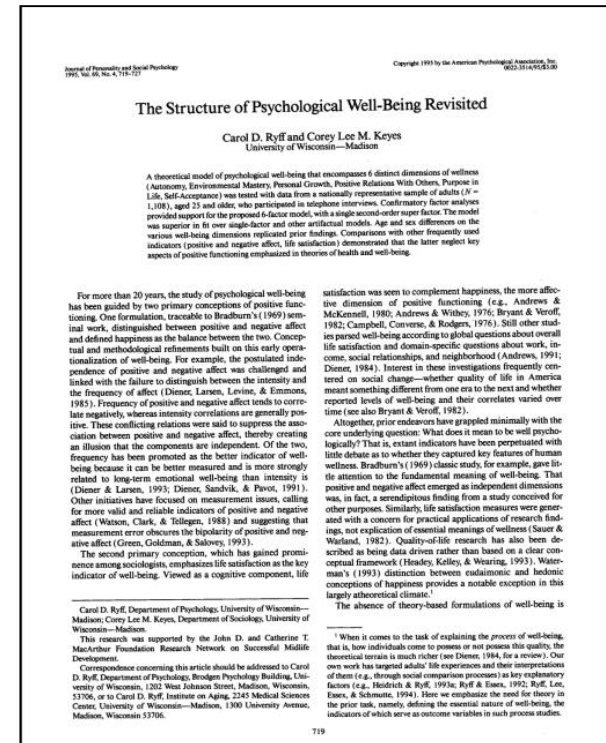 Journal of Personality and Social Psychology
1995, Vol. 69, No. 4, 719-727
Copyright 1995 by the American Psychological Association, Inc.
0022-3514/95/$3.00
The Structure of Psychological Well-Being Revisited
Carol D. Ryff and Corey Lee M. Keyes
University of Wisconsin—Madison
A theoretical model of psychological well-being that encompasses 6 distinct dimensions of wellness
(Autonomy, Environmental Mastery, Personal Growth, Positive Relations With Others, Purpose in
Life, Self-Acceptance) was tested with data from a nationally representative sample of adults (N =
1,108), aged 25 and older, who participated in telephone interviews. Confirmatory factor analyses
provided support for the proposed 6-factor model, with a single second-order super factor. The model
was superior in fit over single-factor and other artifactual models. Age and sex differences on the
various well-being dimensions replicated prior findings. Comparisons with other frequently used
indicators (positive and negative affect, life satisfaction) demonstrated that the latter neglect key
aspects of positive functioning emphasized in theories of health and well-being.
For more than 20 years, the study of psychological well-being
has been guided by two primary conceptions of positive func-
tioning. One formulation, traceable to Bradburn's (1969) sem-
inal work, distinguished between positive and negative affect
and defined happiness as the balance between the two. Concep-
tual and methodological refinements built on this early opera-
tionalization of well-being. For example, the postulated inde-
pendence of positive and negative affect was challenged and
linked with the failure to distinguish between the intensity and
the frequency of affect (Diener, Larsen, Levine, & Emmons,
1985). Frequency of positive and negative affect tends to corre-
late negatively, whereas intensity correlations are generally pos-
itive. These conflicting relations were said to suppress the asso-
ciation between positive and negative affect, thereby creating
an illusion that the components are independent. Of the two,
frequency has been promoted as the better indicator of well-
being because it can be better measured and is more strongly
related to long-term emotional well-being than intensity is
(Diener & Larsen, 1993; Diener, Sandvik, & Pavot, 1991).
Other initiatives have focused on measurement issues, calling
for more valid and reliable indicators of positive and negative
affect (Watson, Clark, & Tellegen, 1988) and suggesting that
measurement error obscures the bipolarity of positive and neg-
ative affect (Green, Goldman, & Salovey, 1993).
The second primary conception, which has gained promi-
nence among sociologists, emphasizes life satisfaction as the key
indicator of well-being. Viewed as a cognitive component, life
Carol D. Ryff, Department of Psychology, University of Wisconsin—
Madison; Corey Lee M. Keyes, Department of Sociology, University of
Wisconsin—Madison.
This research was supported by the John D. and Catherine T.
MacArthur Foundation Research Network on Successful Midlife
Development.
Correspondence concerning this article should be addressed to Carol
D. Ryff, Department of Psychology, Brodgen Psychology Building, Uni-
versity of Wisconsin, 1202 West Johnson Street, Madison, Wisconsin,
53706, or to Carol D. Ryff, Institute on Aging, 2245 Medical Sciences
Center, University of Wisconsin—Madison, 1300 University Avenue,
Madison, Wisconsin 53706.
satisfaction was seen to complement happiness, the more affec-
tive dimension of positive functioning (e.g., Andrews &
McKennell, 1980; Andrews & Withey, 1976; Bryant & Veroff,
1982; Campbell, Converse, & Rodgers, 1976). Still other stud-
ies parsed well-being according to global questions about overall
life satisfaction and domain-specific questions about work, in-
come, social relationships, and neighborhood (Andrews, 1991;
Diener, 1984). Interest in these investigations frequently cen-
tered on social change—whether quality of life in America
meant something different from one era to the next and whether
reported levels of well-being and their correlates varied over
time (see also Bryant & Veroff, 1982).
Altogether, prior endeavors have grappled minimally with the
core underlying question: What does it mean to be well psycho-
logically? That is, extant indicators have been perpetuated with
little debate as to whether they captured key features of human
wellness. Bradburn's (1969) classic study, for example, gave lit-
tle attention to the fundamental meaning of well-being. That
positive and negative affect emerged as independent dimensions
was, in fact, a serendipitous finding from a study conceived for
other purposes. Similarly, life satisfaction measures were gener-
ated with a concern for practical applications of research find-
ings, not explication of essential meanings of wellness (Sauer &
Warland, 1982). Quality-of-life research has also been de-
scribed as being data driven rather than based on a clear con-
ceptual framework (Headey, Kelley, & Wearing, 1993). Water-
man's (1993) distinction between eudaimonic and hedonic
conceptions of happiness provides a notable exception in this
largely atheoretical climate.¹
The absence of theory-based formulations of well-being is
¹ When it comes to the task of explaining the process of well-being,
that is, how individuals come to possess or not possess this quality, the
theoretical terrain is much richer (see Diener, 1984, for a review). Our
own work has targeted adults' life experiences and their interpretations
of them (e.g., through social comparison processes) as key explanatory
factors (e.g., Heidrich & Ryff, 1993a; Ryff & Essex, 1992; Ryff, Lee,
Essex, & Schmutte, 1994). Here we emphasize the need for theory in
the prior task, namely, defining the essential nature of well-being, the
indicators of which serve as outcome variables in such process studies.
719